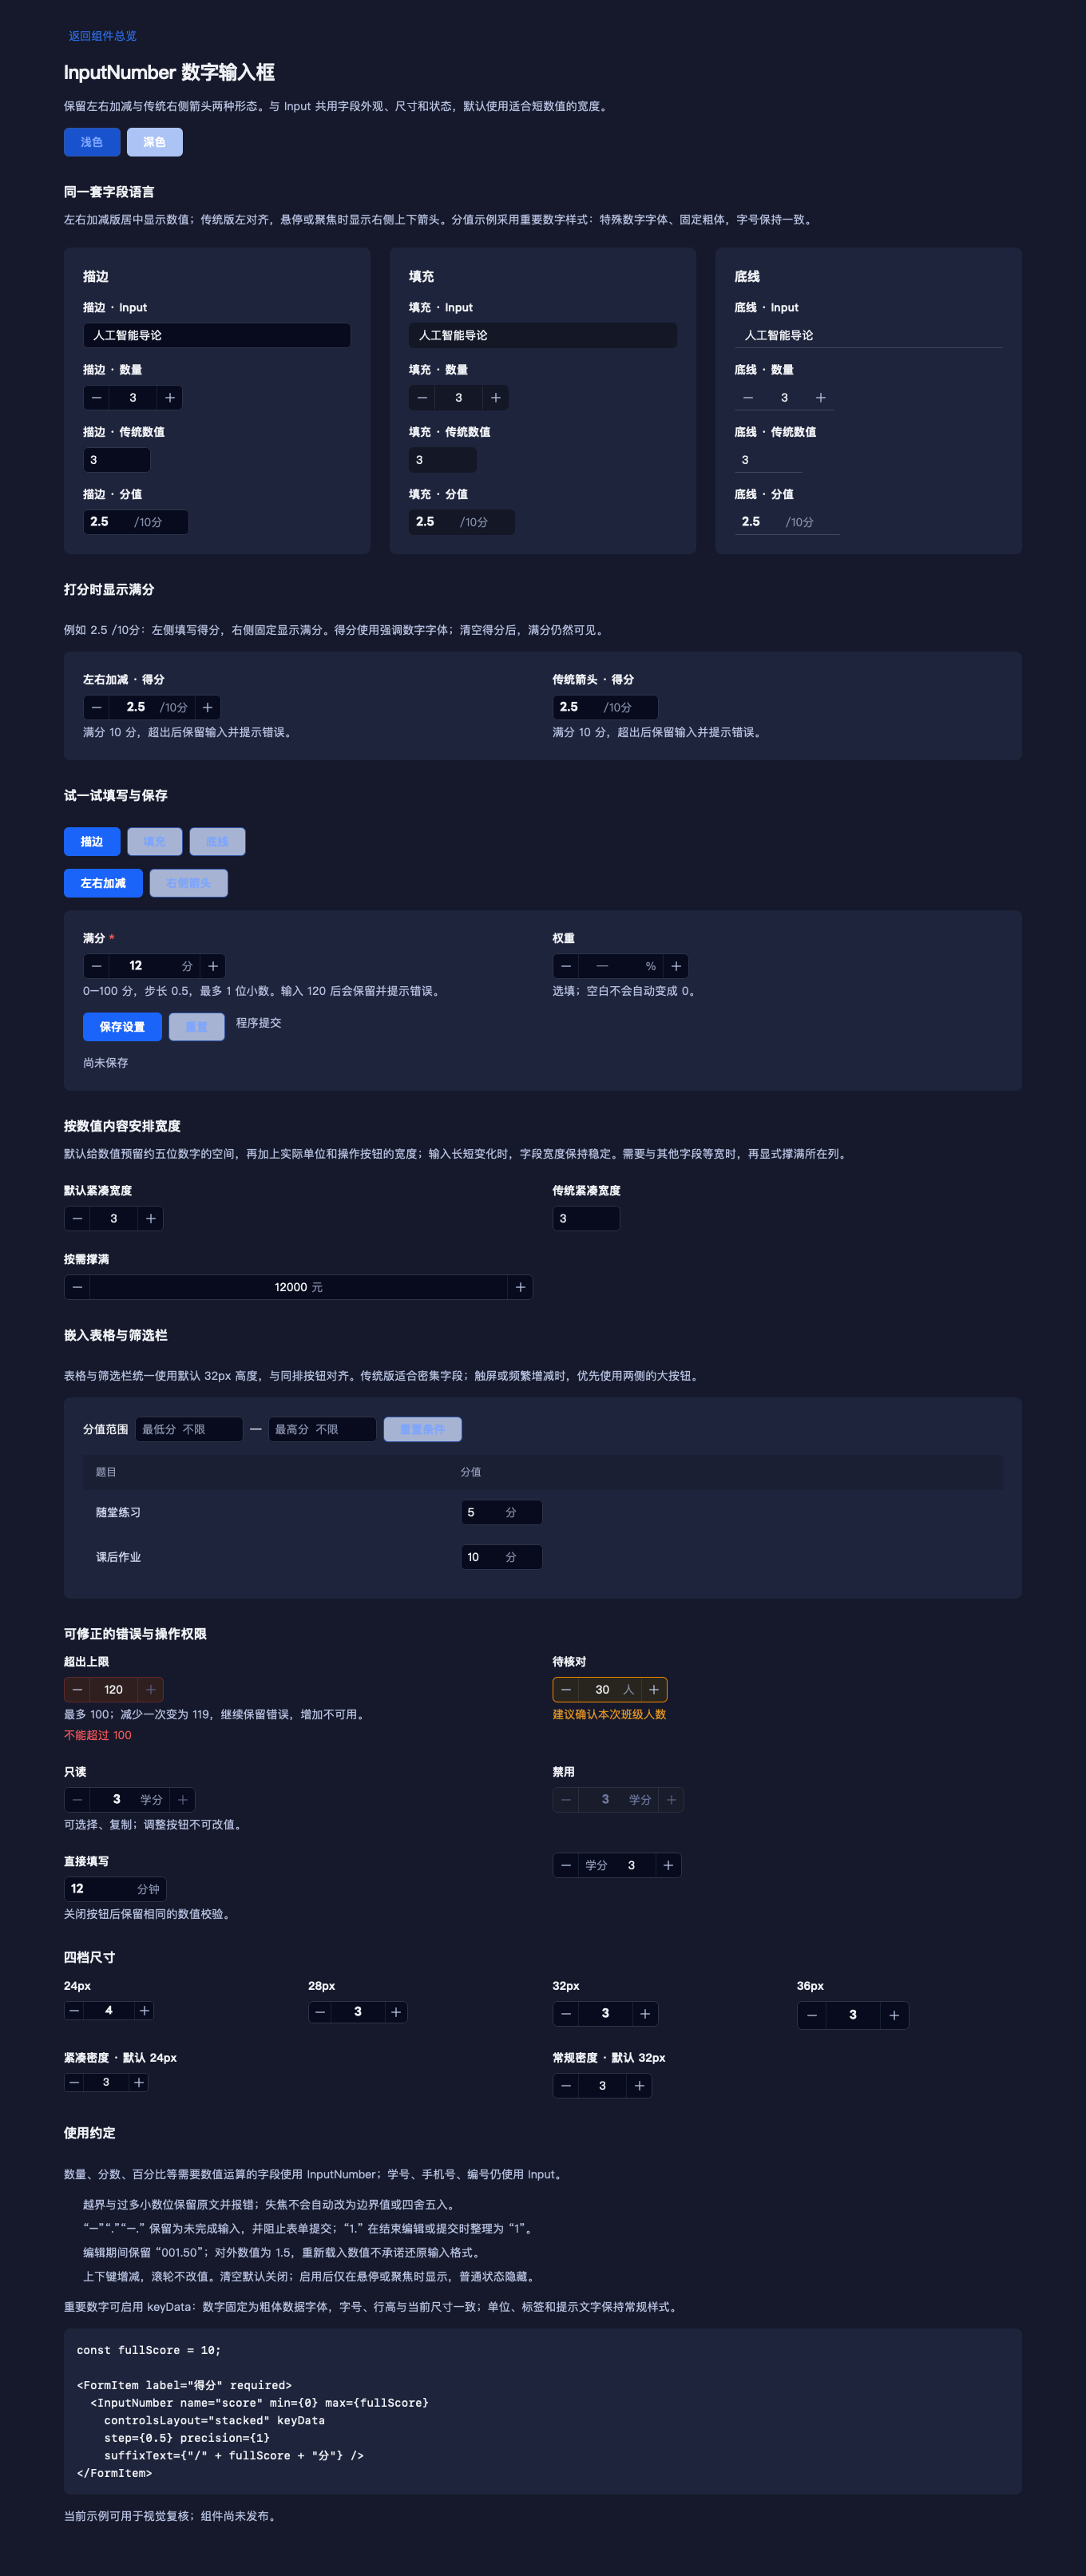 返回组件总览
InputNumber 数字输入框
保留左右加减与传统右侧箭头两种形态。与 Input 共用字段外观、尺寸和状态，默认使用适合短数值的宽度。
浅色 深色
同一套字段语言
左右加减版居中显示数值；传统版左对齐，悬停或聚焦时显示右侧上下箭头。分值示例采用重要数字样式：特殊数字字体、固定粗体，字号保持一致。
描边
描边 · Input
人工智能导论
描边 · 数量
— 3 +
描边 · 传统数值
3
描边 · 分值
2.5 /10分
填充
填充 · Input
人工智能导论
填充 · 数量
— 3 +
填充 · 传统数值
3
填充 · 分值
2.5 /10分
底线
底线 · Input
人工智能导论
底线 · 数量
— 3 +
底线 · 传统数值
3
底线 · 分值
2.5 /10分
打分时显示满分
例如 2.5 /10分：左侧填写得分，右侧固定显示满分。得分使用强调数字字体；清空得分后，满分仍然可见。
左右加减 · 得分
— 2.5 /10分 +
满分 10 分，超出后保留输入并提示错误。
传统箭头 · 得分
2.5 /10分
满分 10 分，超出后保留输入并提示错误。
试一试填写与保存
描边 填充 底线
左右加减 右侧箭头
满分 *
— 12 分 +
0—100 分，步长 0.5，最多 1 位小数。输入 120 后会保留并提示错误。
权重
— — % +
选填；空白不会自动变成 0。
保存设置 重置 程序提交
尚未保存
按数值内容安排宽度
默认给数值预留约五位数字的空间，再加上实际单位和操作按钮的宽度；输入长短变化时，字段宽度保持稳定。需要与其他字段等宽时，再显式撑满所在列。
默认紧凑宽度
— 3 +
传统紧凑宽度
3
按需撑满
— 12000 元 +
嵌入表格与筛选栏
表格与筛选栏统一使用默认 32px 高度，与同排按钮对齐。传统版适合密集字段；触屏或频繁增减时，优先使用两侧的大按钮。
分值范围 最低分 不限 — 最高分 不限 重置条件
题目 分值
随堂练习 5 分
课后作业 10 分
可修正的错误与操作权限
超出上限
— 120 +
最多 100；减少一次变为 119，继续保留错误，增加不可用。
不能超过 100
待核对
— 30 人 +
建议确认本次班级人数
只读
— 3 学分 +
可选择、复制；调整按钮不可改值。
禁用
— 3 学分 +
直接填写
12 分钟
关闭按钮后保留相同的数值校验。
— 学分 3 +
四档尺寸
24px 28px 32px 36px
— 4 + — 3 + — 3 + — 3 +
紧凑密度 · 默认 24px 常规密度 · 默认 32px
— 3 + — 3 +
使用约定
数量、分数、百分比等需要数值运算的字段使用 InputNumber；学号、手机号、编号仍使用 Input。
越界与过多小数位保留原文并报错；失焦不会自动改为边界值或四舍五入。
“—”“.”“—.” 保留为未完成输入，并阻止表单提交；“1.” 在结束编辑或提交时整理为 “1”。
编辑期间保留 “001.50”；对外数值为 1.5，重新载入数值不承诺还原输入格式。
上下键增减，滚轮不改值。清空默认关闭；启用后仅在悬停或聚焦时显示，普通状态隐藏。
重要数字可启用 keyData：数字固定为粗体数据字体，字号、行高与当前尺寸一致；单位、标签和提示文字保持常规样式。
const fullScore = 10;
<FormItem label="得分" required>
<InputNumber name="score" min={0} max={fullScore}
controlsLayout="stacked" keyData
step={0.5} precision={1}
suffixText={"/" + fullScore + "分"} />
</FormItem>
当前示例可用于视觉复核；组件尚未发布。